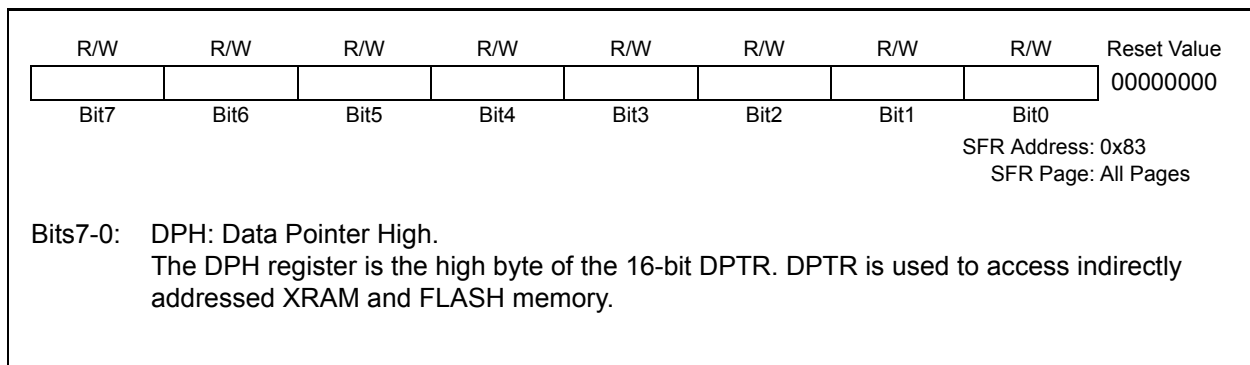 R/W R/W R/W R/W R/W R/W R/W R/W Reset Value
00000000
Bit7 Bit6 Bit5 Bit4 Bit3 Bit2 Bit1 Bit0
SFR Address: 0x83
SFR Page: All Pages
Bits7-0: DPH: Data Pointer High.
The DPH register is the high byte of the 16-bit DPTR. DPTR is used to access indirectly
addressed XRAM and FLASH memory.